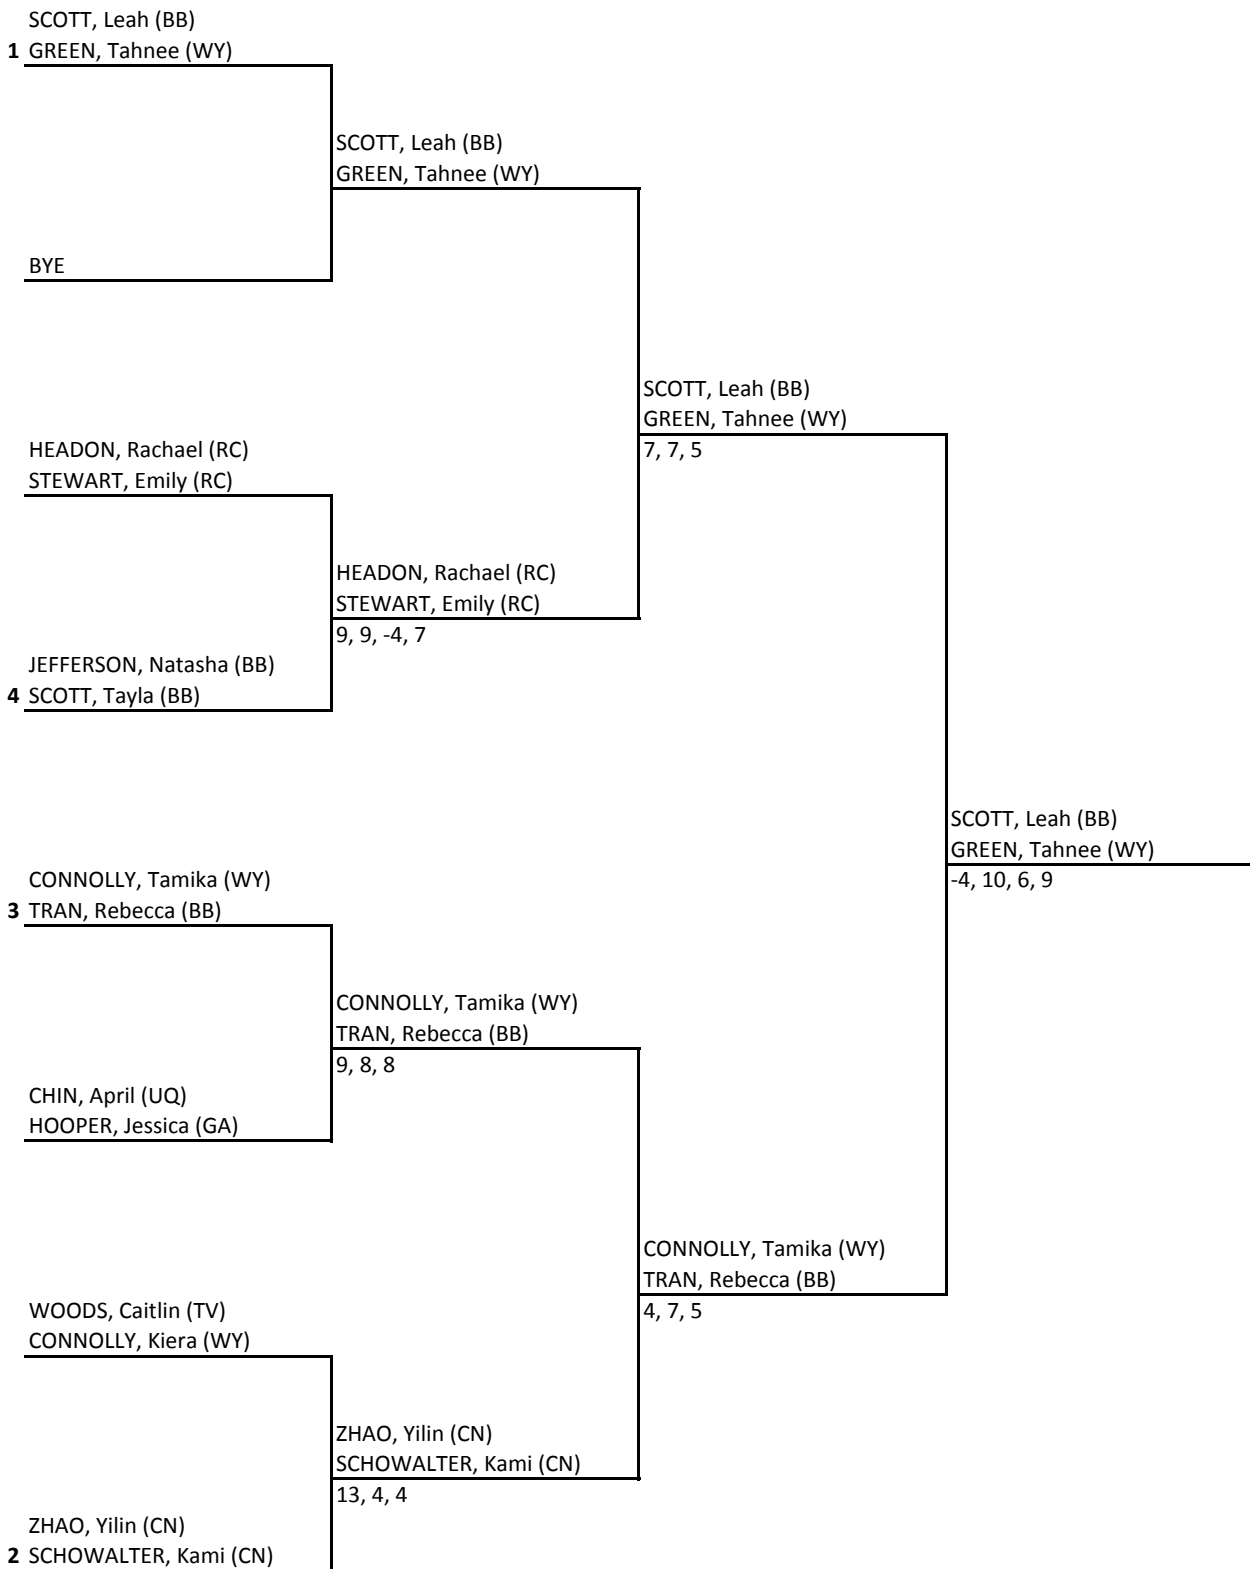 SCOTT, Leah (BB)
1 GREEN, Tahnee (WY)
SCOTT, Leah (BB)
GREEN, Tahnee (WY)
BYE
SCOTT, Leah (BB)
GREEN, Tahnee (WY)
7, 7, 5
HEADON, Rachael (RC)
STEWART, Emily (RC)
HEADON, Rachael (RC)
STEWART, Emily (RC)
9, 9, -4, 7
JEFFERSON, Natasha (BB)
4 SCOTT, Tayla (BB)
SCOTT, Leah (BB)
GREEN, Tahnee (WY)
-4, 10, 6, 9
CONNOLLY, Tamika (WY)
3 TRAN, Rebecca (BB)
CONNOLLY, Tamika (WY)
TRAN, Rebecca (BB)
9, 8, 8
CHIN, April (UQ)
HOOPER, Jessica (GA)
CONNOLLY, Tamika (WY)
TRAN, Rebecca (BB)
4, 7, 5
WOODS, Caitlin (TV)
CONNOLLY, Kiera (WY)
ZHAO, Yilin (CN)
SCHOWALTER, Kami (CN)
13, 4, 4
ZHAO, Yilin (CN)
2 SCHOWALTER, Kami (CN)